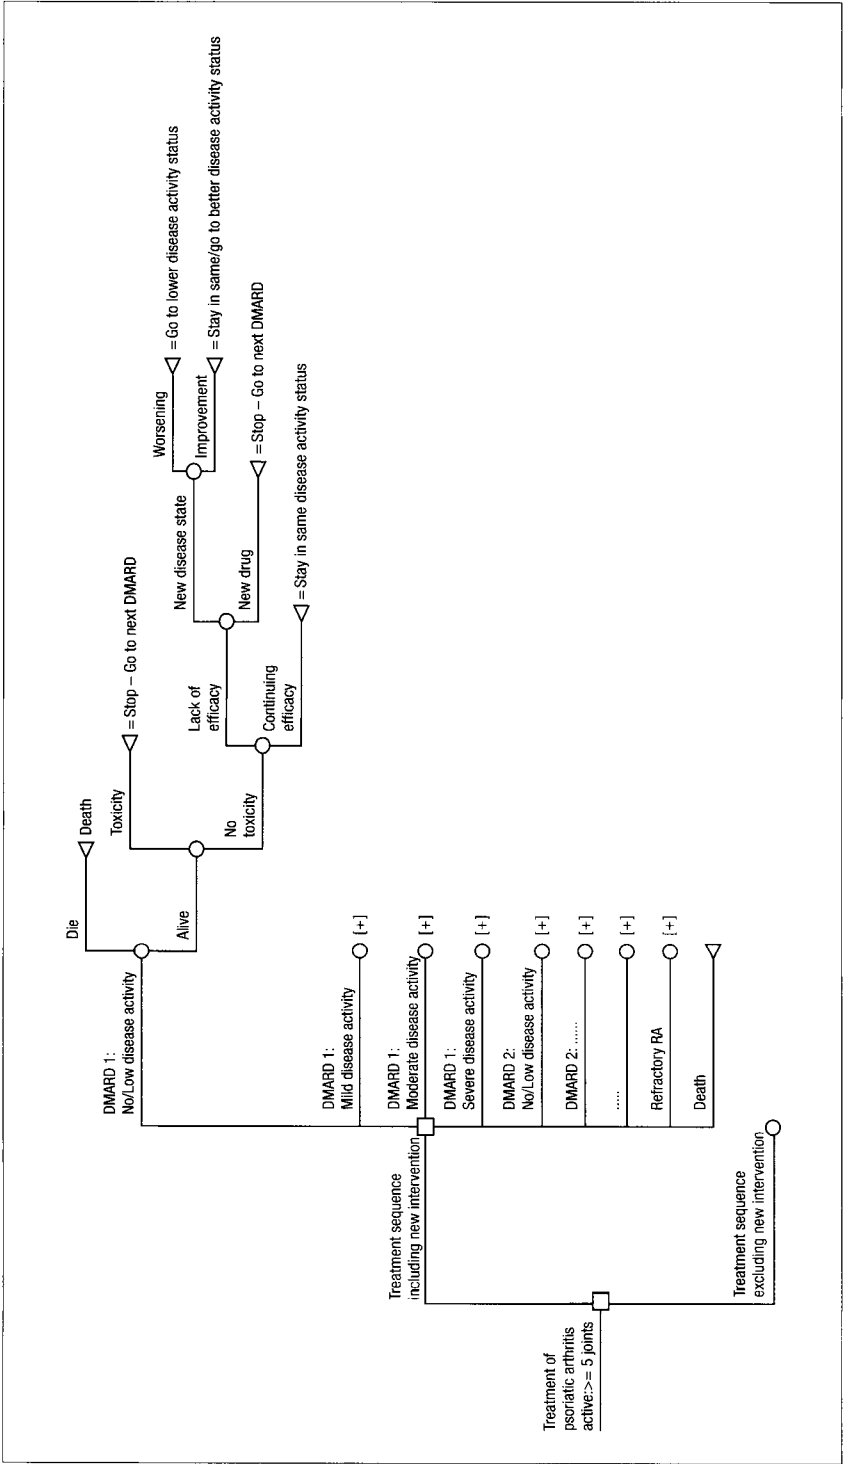 Treatment of
psoriatic arthritis
active:>= 5 joints
Treatment sequence
including new intervention
Treatment sequence
excluding new intervention
DMARD 1:
No/Low disease activity
DMARD 1:
Mild disease activity
[+]
DMARD 1:
Moderate disease activity
[+]
DMARD 1:
Severe disease activity
[+]
DMARD 2:
No/Low disease activity
[+]
DMARD 2: ......
[+]
.....
[+]
Refractory RA
[+]
Death
Die
Death
Alive
Toxicity
= Stop – Go to next DMARD
No
toxicity
Lack of
efficacy
Continuing
efficacy
= Stay in same disease activity status
New disease state
New drug
= Stop – Go to next DMARD
Worsening
= Go to lower disease activity status
Improvement
= Stay in same/go to better disease activity status